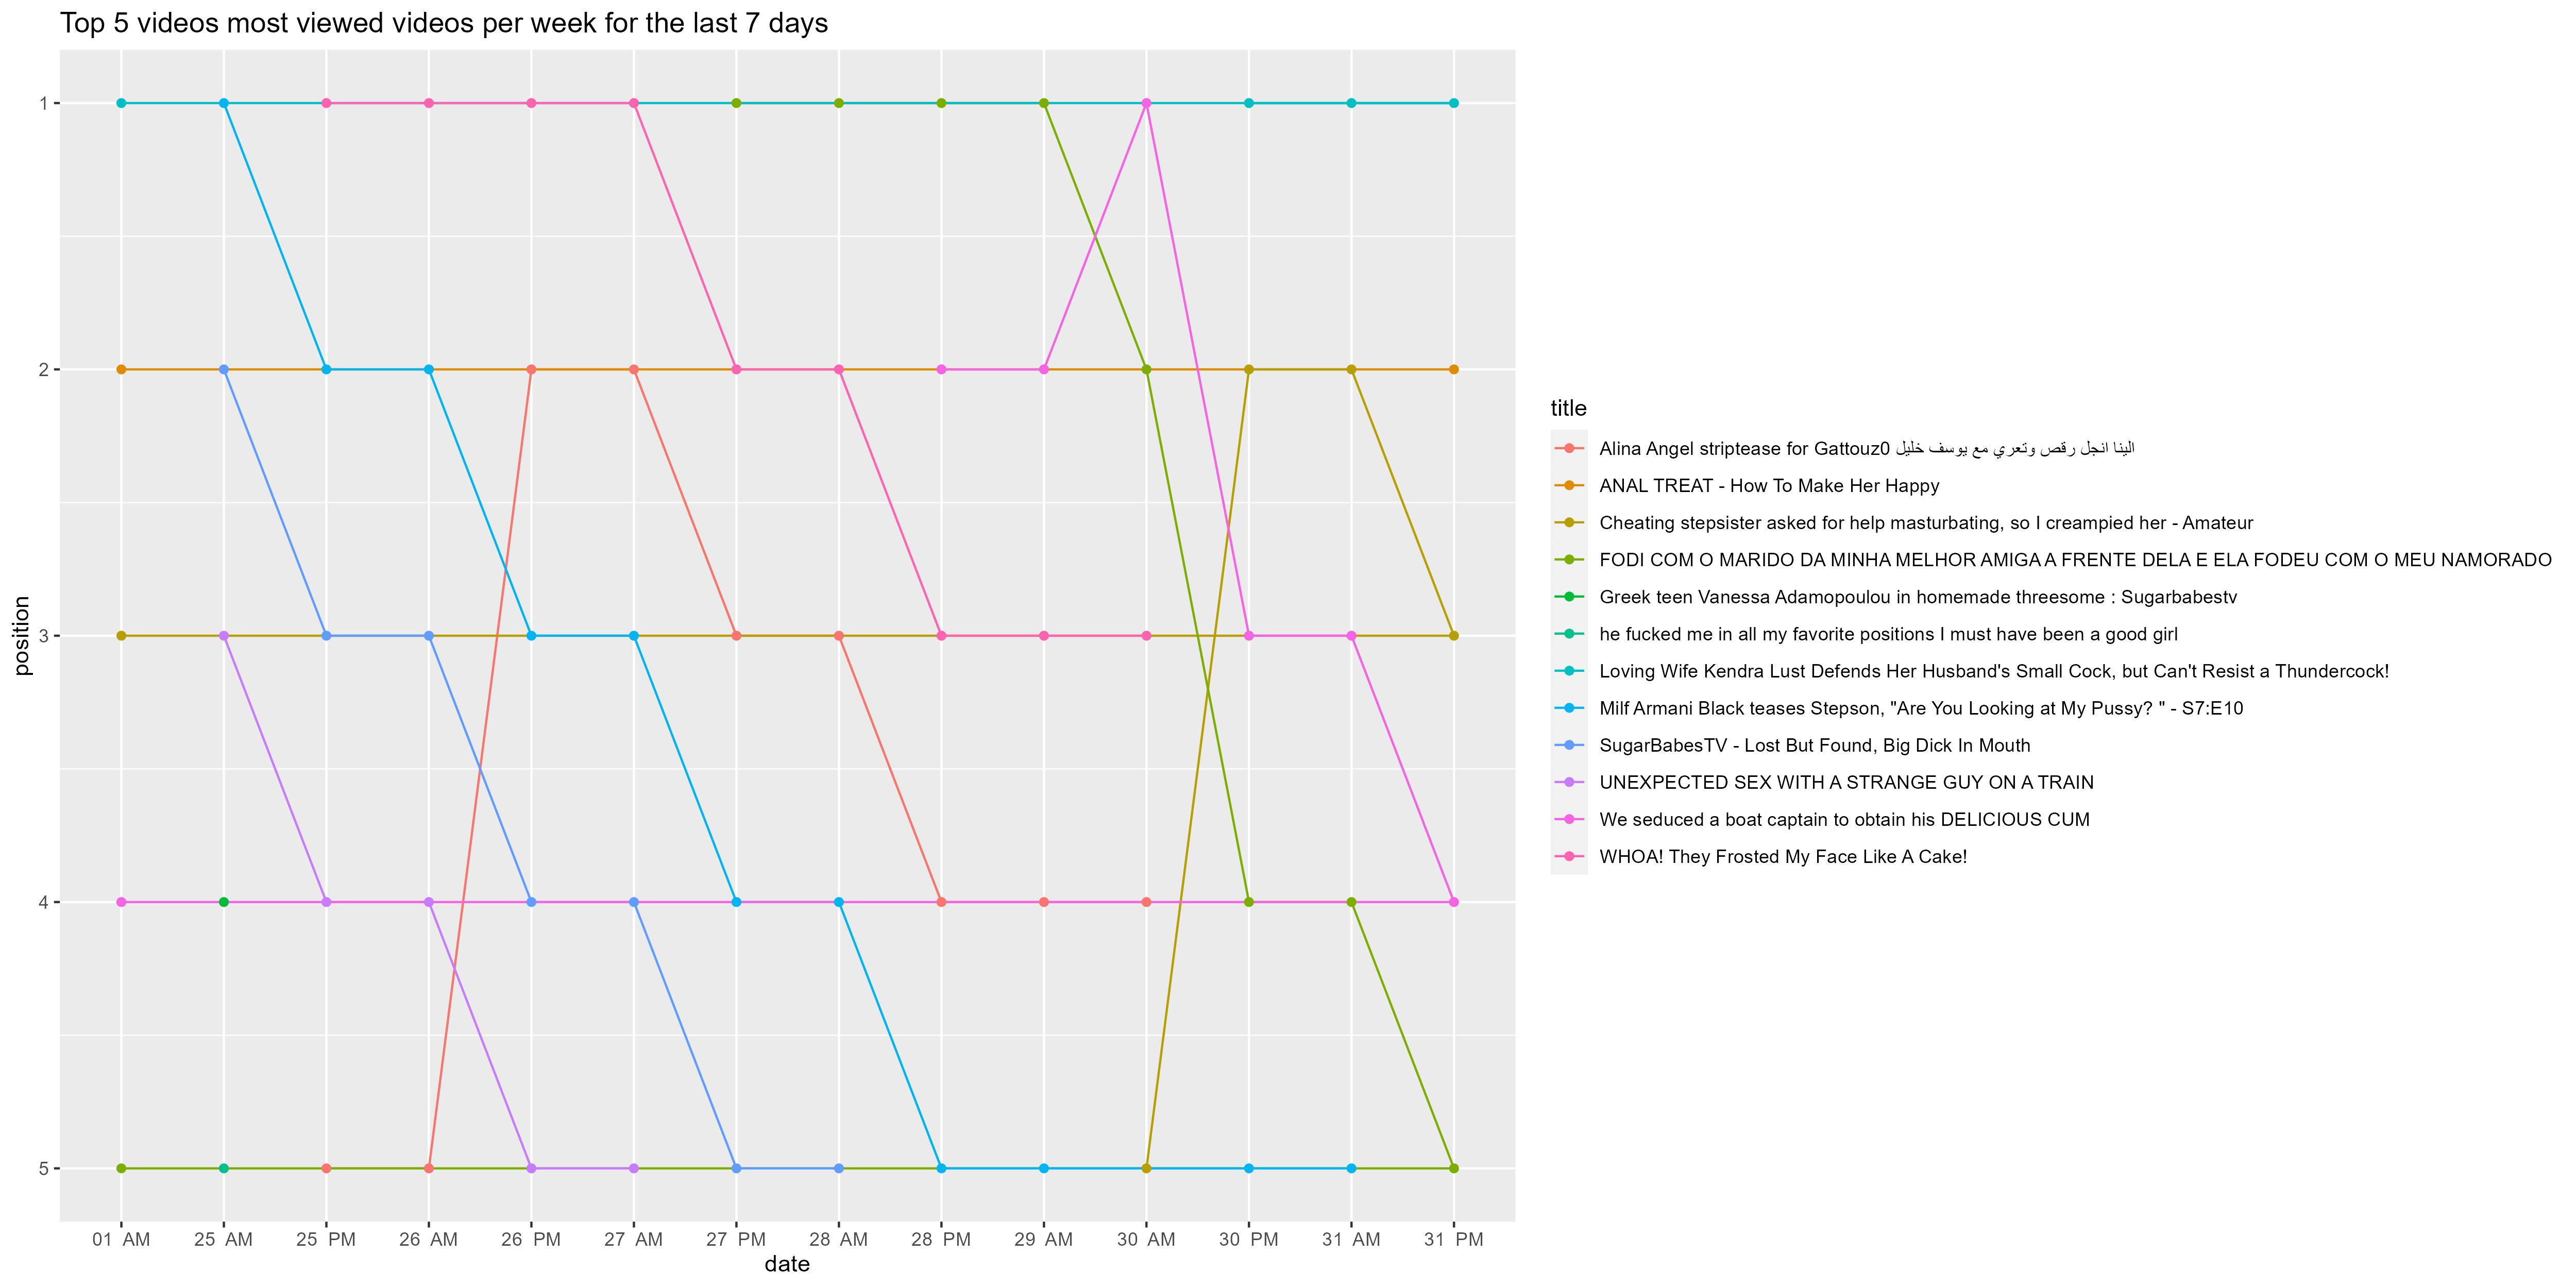 Top 5 videos most viewed videos per week for the last 7 days
position
1
2
3
4
5
01 AM 25 AM 25 PM 26 AM 26 PM 27 AM 27 PM 28 AM 28 PM 29 AM 30 AM 30 PM 31 AM 31 PM
date
title
Alina Angel striptease for Gattouz0 الينا انجل رقص وتعري مع يوسف خليل
ANAL TREAT - How To Make Her Happy
Cheating stepsister asked for help masturbating, so I creampied her - Amateur
FODI COM O MARIDO DA MINHA MELHOR AMIGA A FRENTE DELA E ELA FODEU COM O MEU NAMORADO
Greek teen Vanessa Adamopoulou in homemade threesome : Sugarbabestv
he fucked me in all my favorite positions I must have been a good girl
Loving Wife Kendra Lust Defends Her Husband's Small Cock, but Can't Resist a Thundercock!
Milf Armani Black teases Stepson, "Are You Looking at My Pussy? " - S7:E10
SugarBabesTV - Lost But Found, Big Dick In Mouth
UNEXPECTED SEX WITH A STRANGE GUY ON A TRAIN
We seduced a boat captain to obtain his DELICIOUS CUM
WHOA! They Frosted My Face Like A Cake!